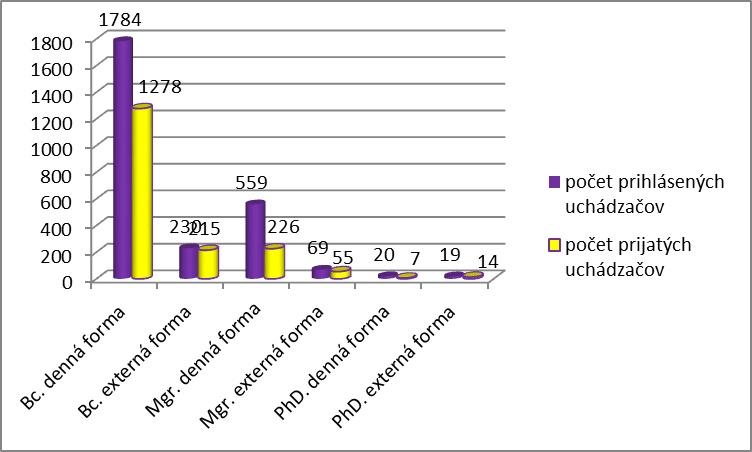 1784
1800
1600
1400
1200
1000
800
600
400
200
0
1278
230
215
559
226
69
55
20
7
19
14
Bc. denná forma
Bc. externá forma
Mgr. denná forma
Mgr. externá forma
PhD. denná forma
PhD. externá forma
počet prihlásených
uchádzačov
počet prijatých
uchádzačov